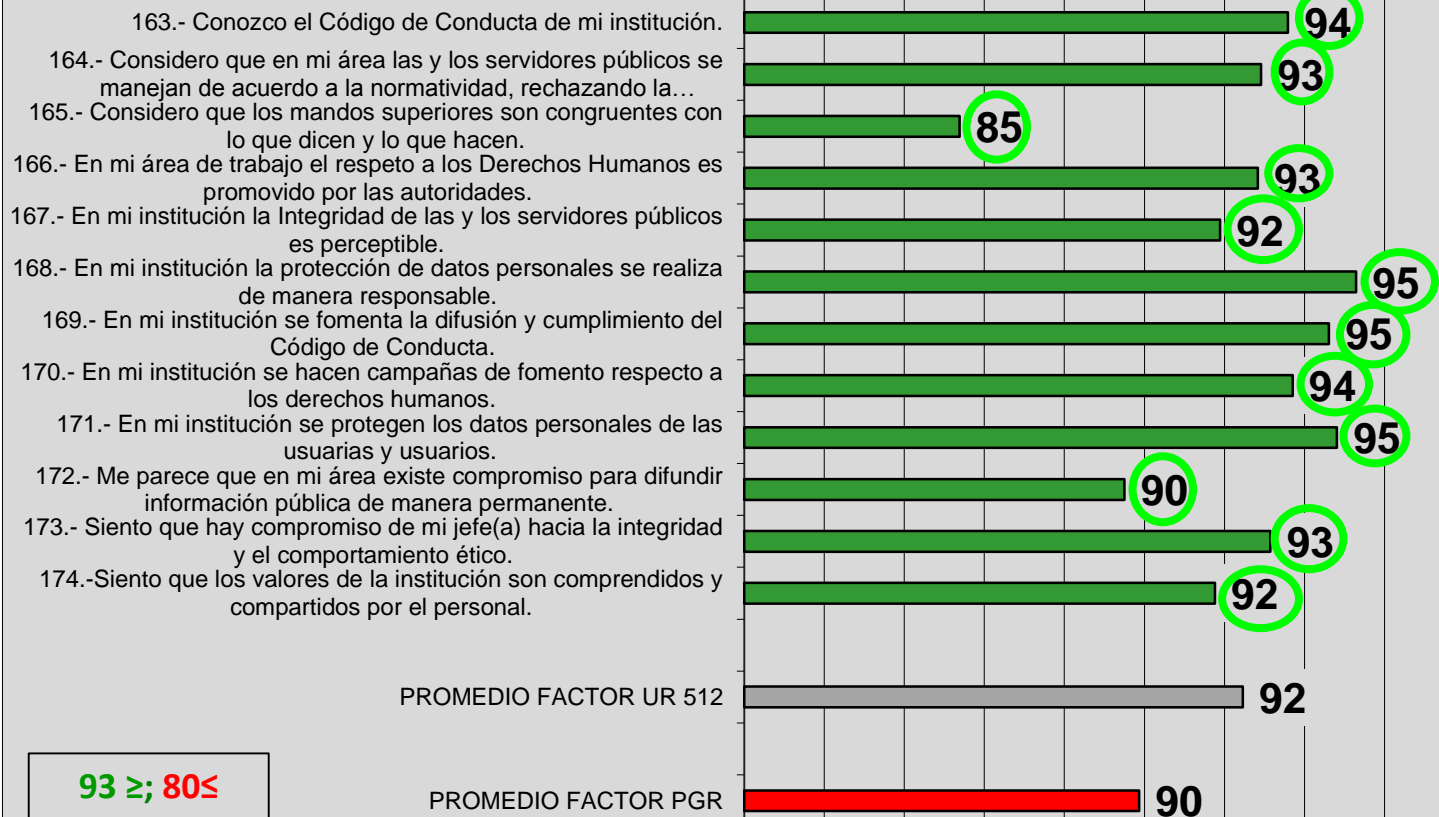 163.- Conozco el Código de Conducta de mi institución.
94
164.- Considero que en mi área las y los servidores públicos se
manejan de acuerdo a la normatividad, rechazando la…
93
165.- Considero que los mandos superiores son congruentes con
lo que dicen y lo que hacen.
85
166.- En mi área de trabajo el respeto a los Derechos Humanos es
promovido por las autoridades.
93
167.- En mi institución la Integridad de las y los servidores públicos
es perceptible.
92
168.- En mi institución la protección de datos personales se realiza
de manera responsable.
95
169.- En mi institución se fomenta la difusión y cumplimiento del
Código de Conducta.
95
170.- En mi institución se hacen campañas de fomento respecto a
los derechos humanos.
94
171.- En mi institución se protegen los datos personales de las
usuarias y usuarios.
95
172.- Me parece que en mi área existe compromiso para difundir
información pública de manera permanente.
90
173.- Siento que hay compromiso de mi jefe(a) hacia la integridad
y el comportamiento ético.
93
174.-Siento que los valores de la institución son comprendidos y
compartidos por el personal.
92
PROMEDIO FACTOR UR 512
92
93 ≥; 80≤
PROMEDIO FACTOR PGR
90